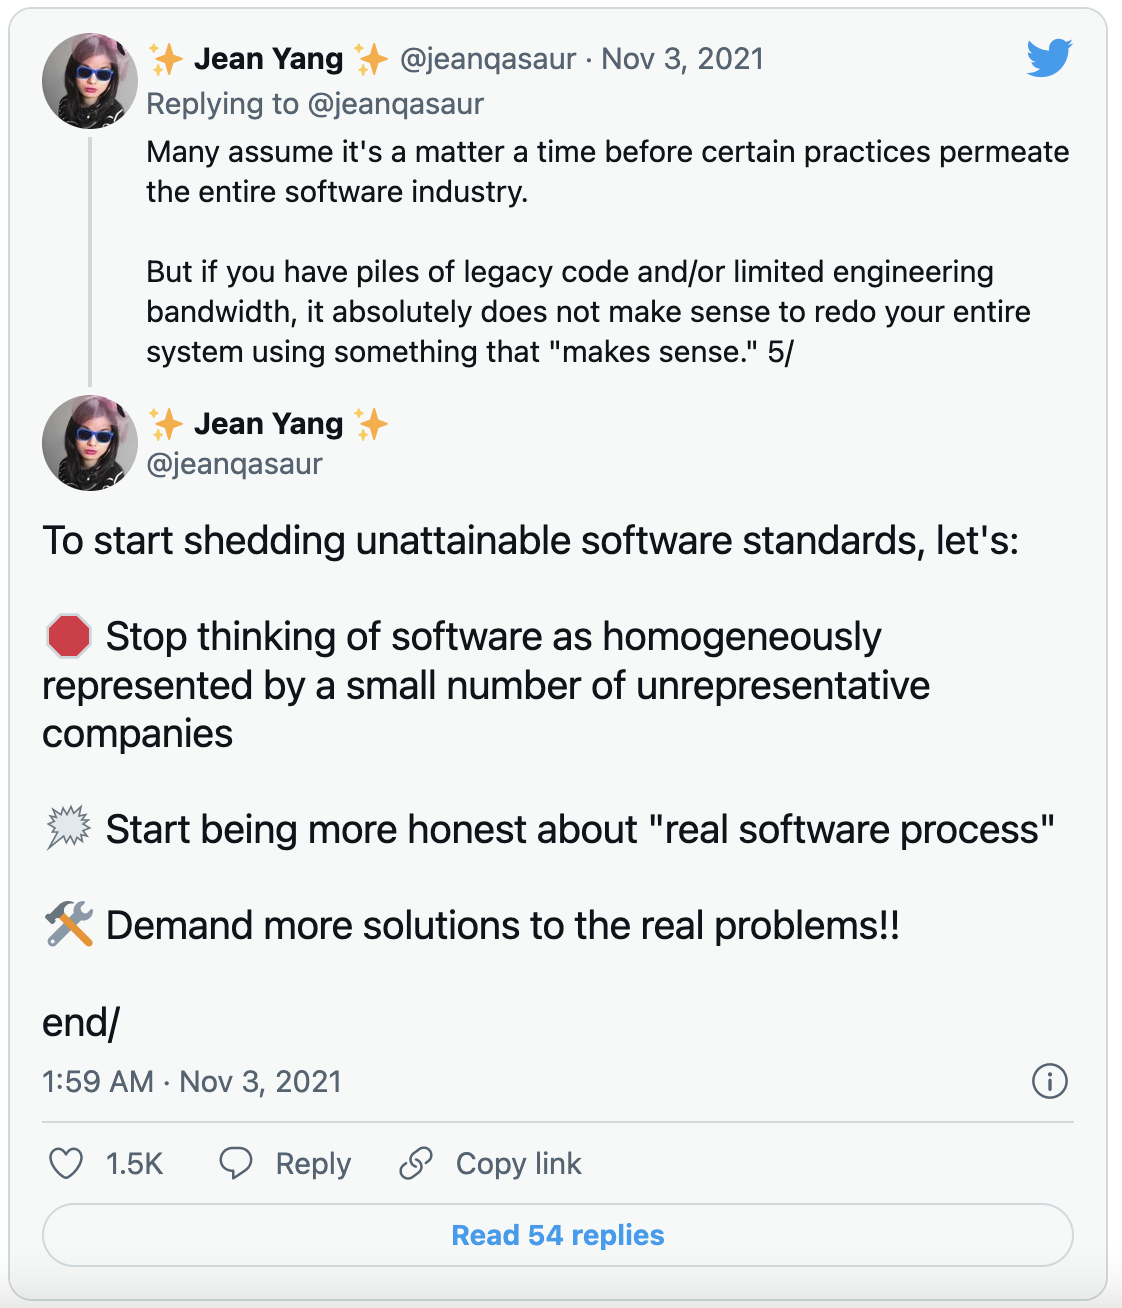 ✨ Jean Yang ✨ @jeanqasaur · Nov 3, 2021
Replying to @jeanqasaur
Many assume it's a matter a time before certain practices permeate
the entire software industry.
But if you have piles of legacy code and/or limited engineering
bandwidth, it absolutely does not make sense to redo your entire
system using something that "makes sense." 5/
✨ Jean Yang ✨
@jeanqasaur
To start shedding unattainable software standards, let's:
🛑 Stop thinking of software as homogeneously
represented by a small number of unrepresentative
companies
🗯 Start being more honest about "real software process"
🛠 Demand more solutions to the real problems!!
end/
1:59 AM · Nov 3, 2021
1.5K Reply Copy link
Read 54 replies